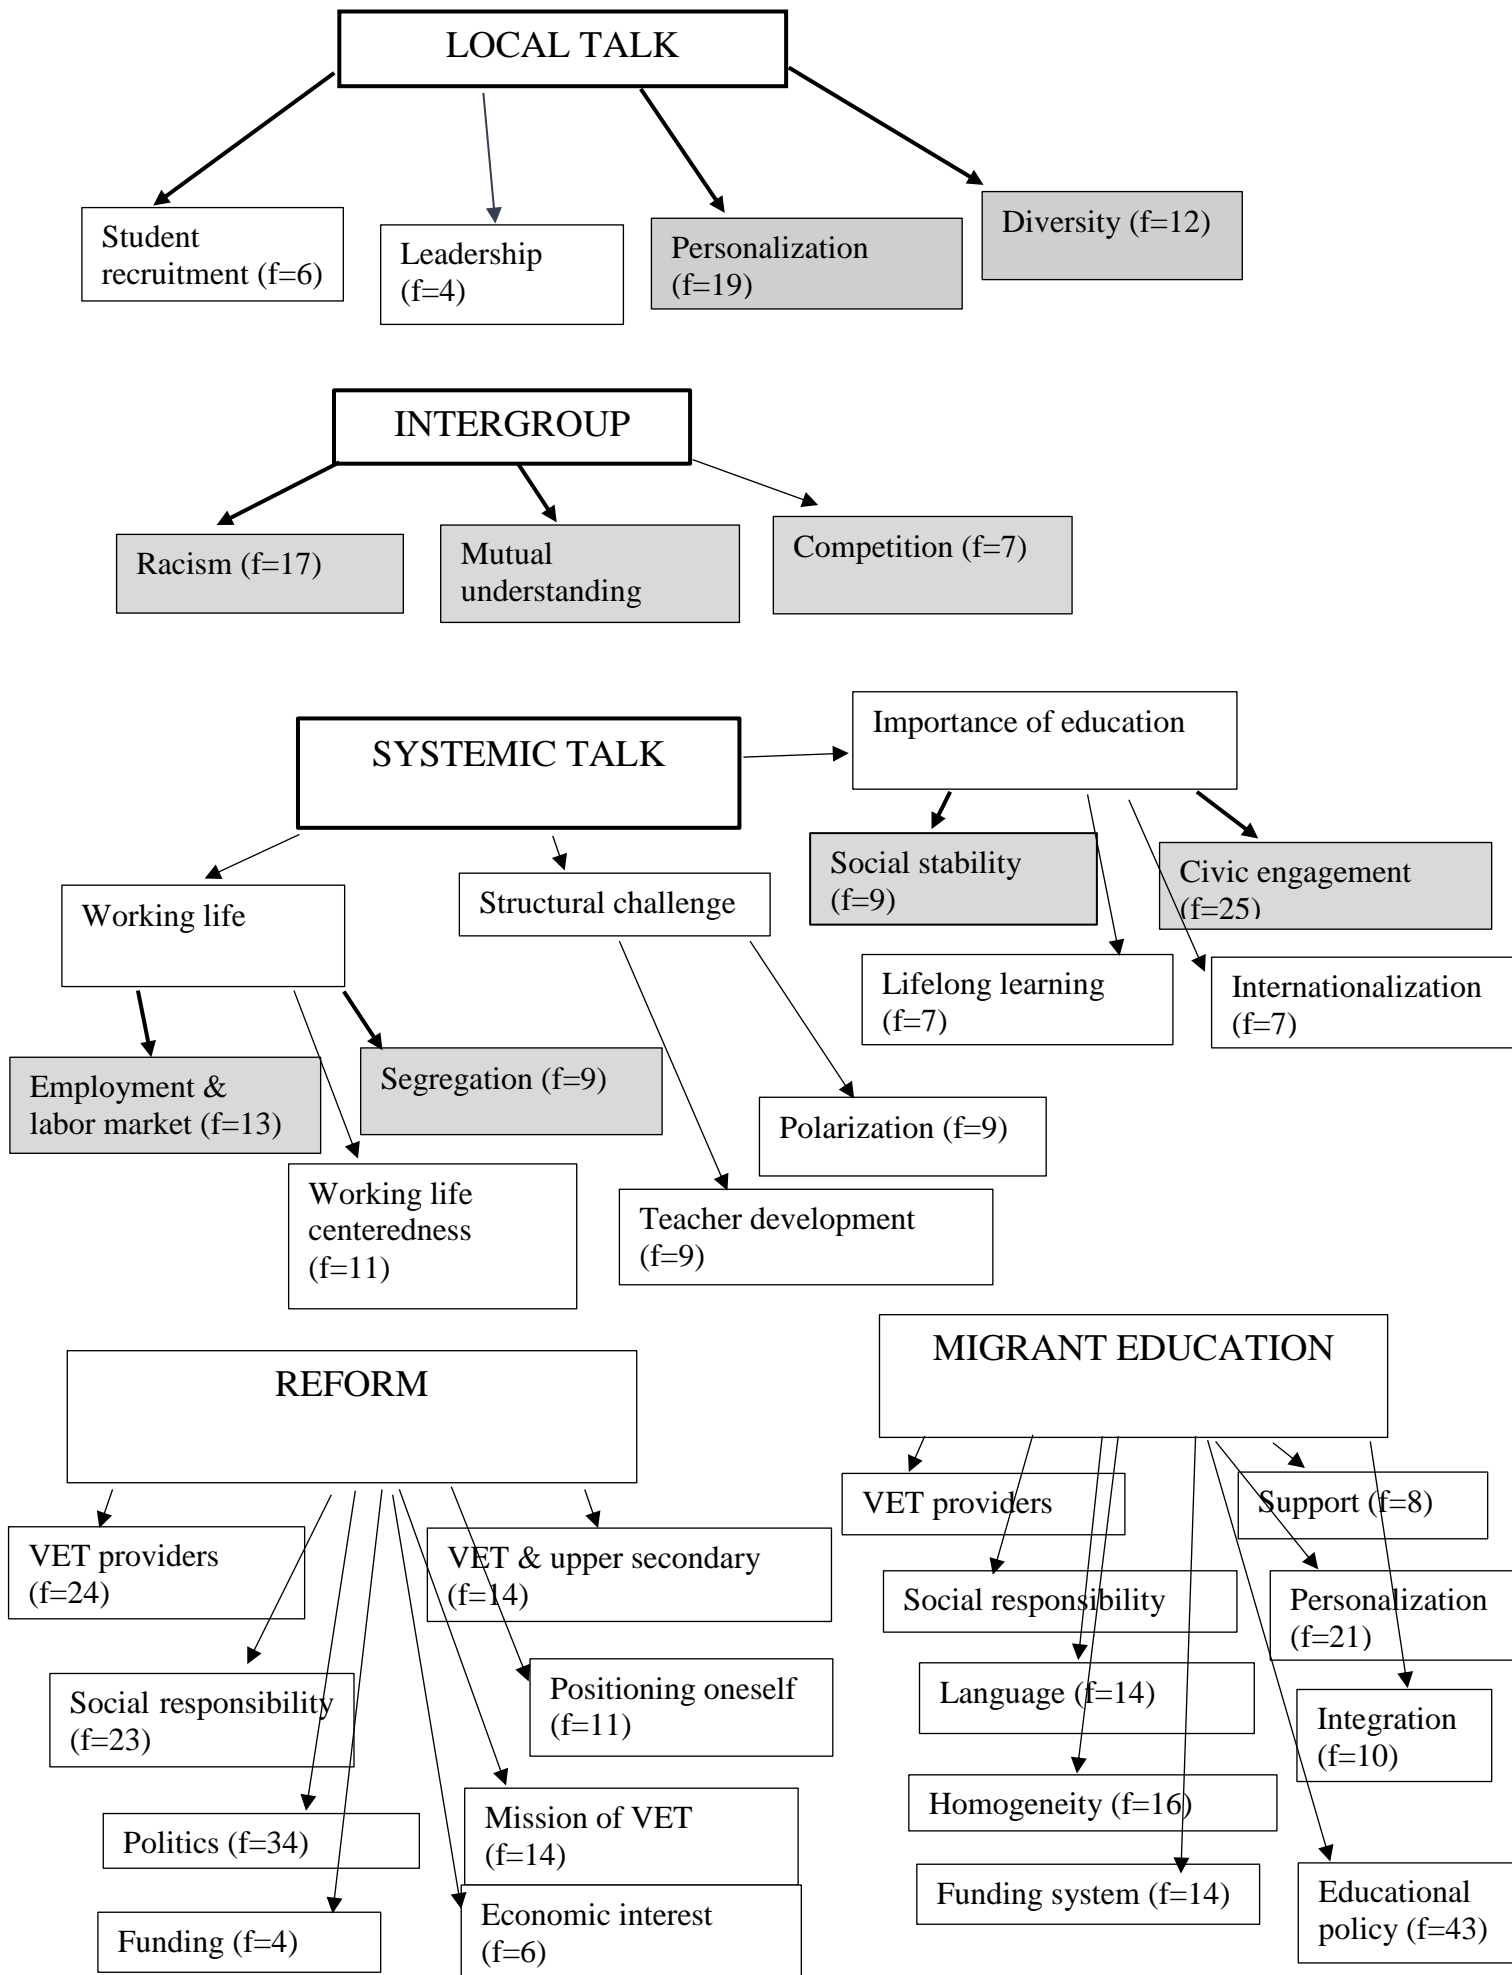 LOCAL TALK
Student
recruitment (f=6)
Leadership
(f=4)
Personalization
(f=19)
Diversity (f=12)
INTERGROUP
Racism (f=17)
Mutual
understanding
Competition (f=7)
SYSTEMIC TALK
Importance of education
Social stability
(f=9)
Civic engagement
(f=25)
Working life
Structural challenge
Lifelong learning
(f=7)
Internationalization
(f=7)
Employment &
labor market (f=13)
Segregation (f=9)
Polarization (f=9)
Working life
centeredness
(f=11)
Teacher development
(f=9)
REFORM
VET providers
(f=24)
VET & upper secondary
(f=14)
Social responsibility
(f=23)
Positioning oneself
(f=11)
Politics (f=34)
Mission of VET
(f=14)
Funding (f=4)
Economic interest
(f=6)
MIGRANT EDUCATION
VET providers
Support (f=8)
Social responsibility
Personalization
(f=21)
Language (f=14)
Integration
(f=10)
Homogeneity (f=16)
Funding system (f=14)
Educational
policy (f=43)